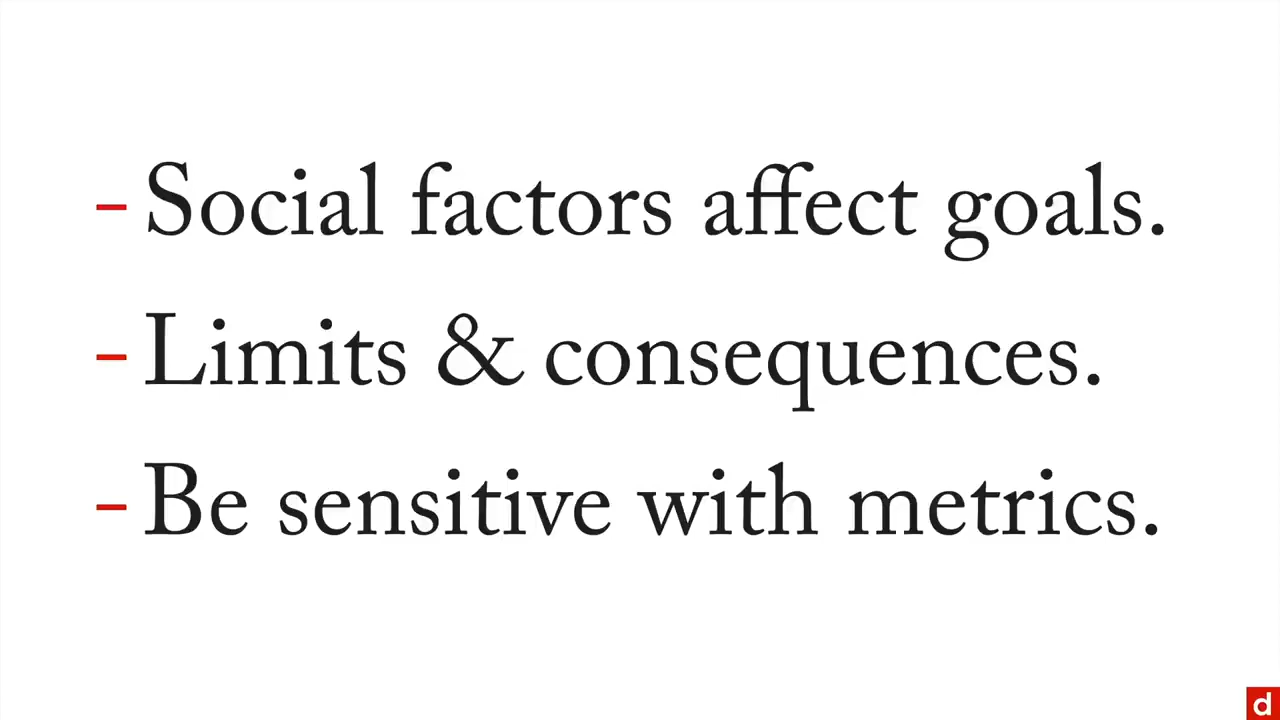 – Social factors affect goals.
– Limits & consequences.
– Be sensitive with metrics.
d